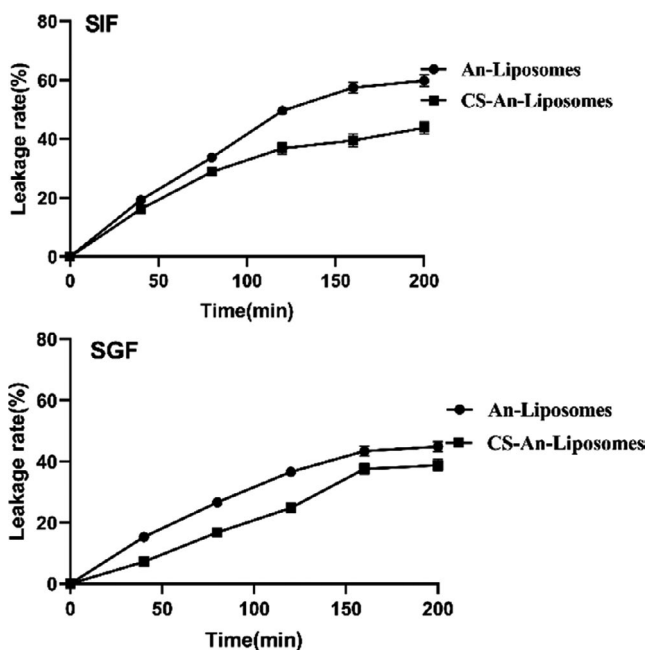 SIF
80
60
40
20
0
Leakage rate(%)
An-Liposomes
CS-An-Liposomes
0 50 100 150 200
Time(min)
SGF
80
60
40
20
0
Leakage rate(%)
An-Liposomes
CS-An-Liposomes
0 50 100 150 200
Time(min)